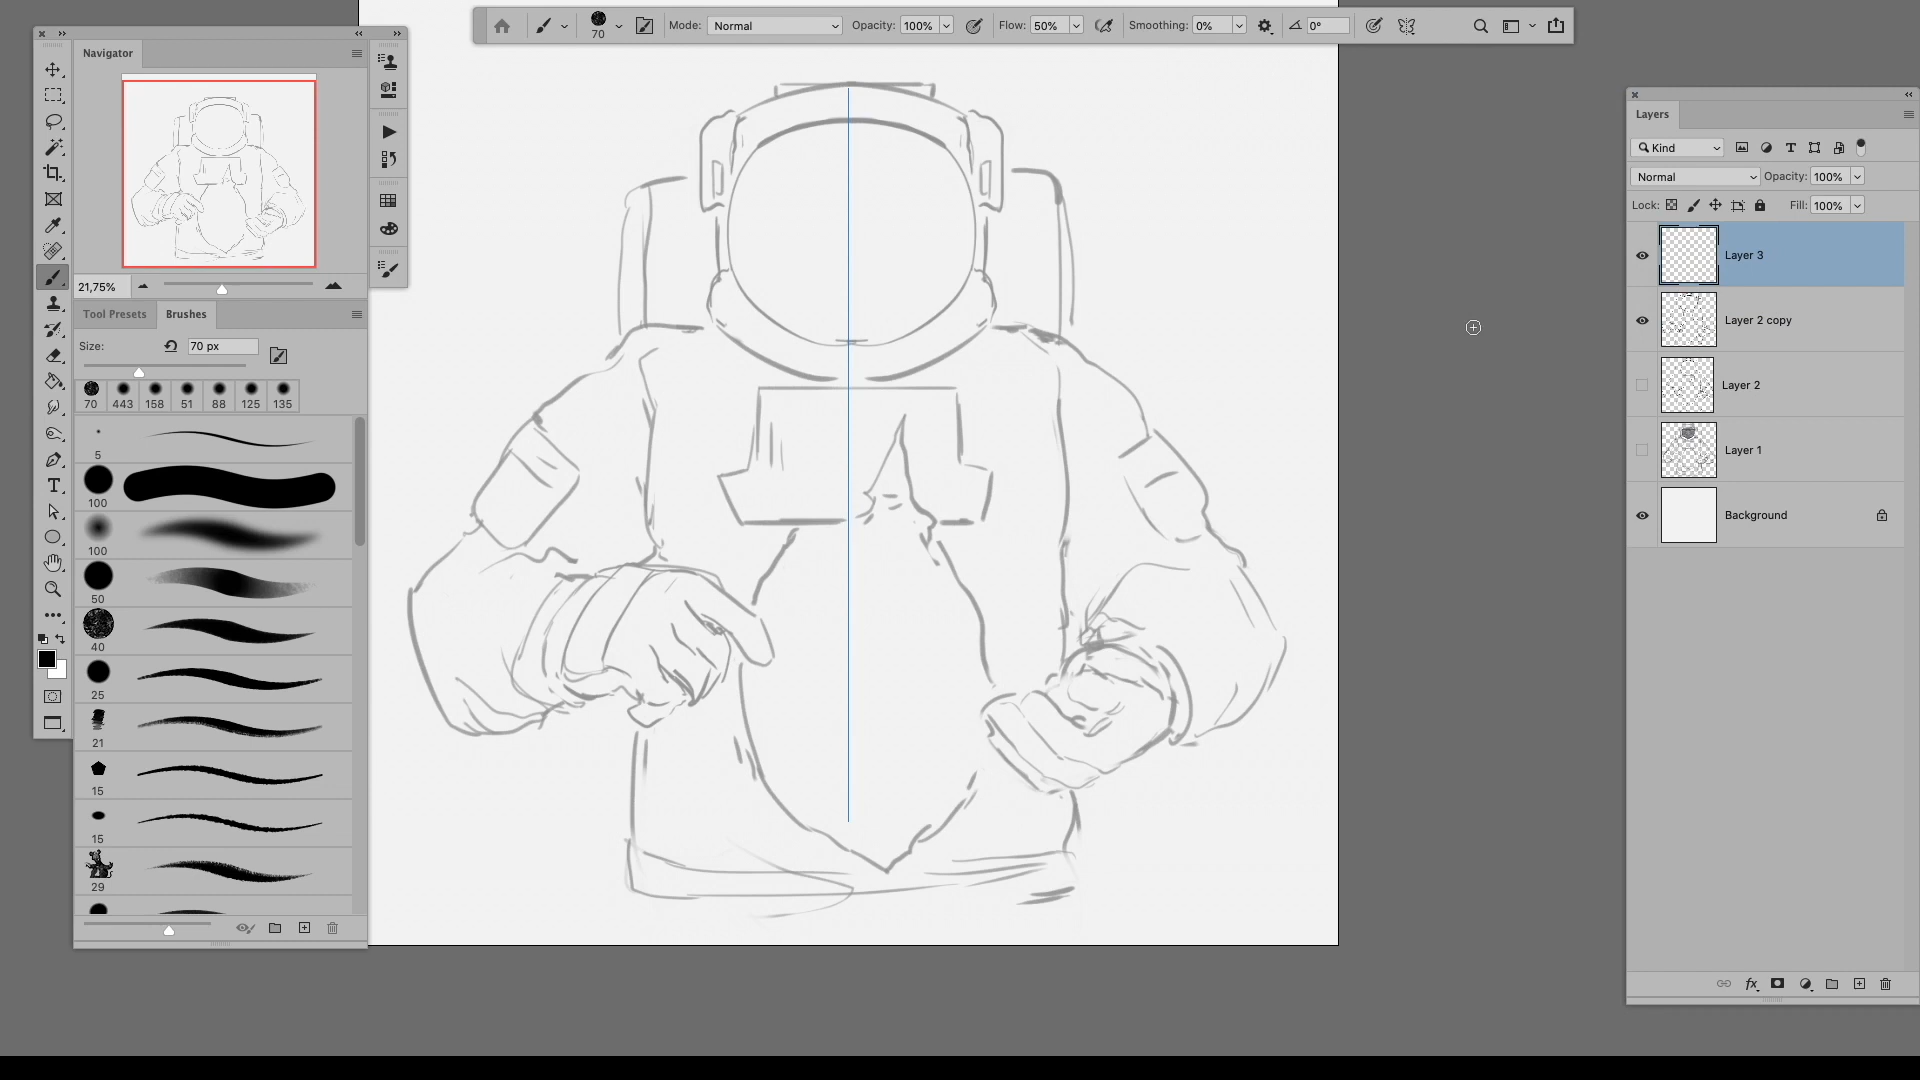 70
Mode: Normal
Opacity: 100%
Flow: 50%
Smoothing: 0%
0°
Navigator
21,75%
Tool Presets
Brushes
Size:
70 px
70 443 158 51 88 125 135
5
100
100
50
40
25
21
15
15
29
Layers
Kind
Normal
Opacity: 100%
Lock:
Fill: 100%
Layer 3
Layer 2 copy
Layer 2
Layer 1
Background
fx